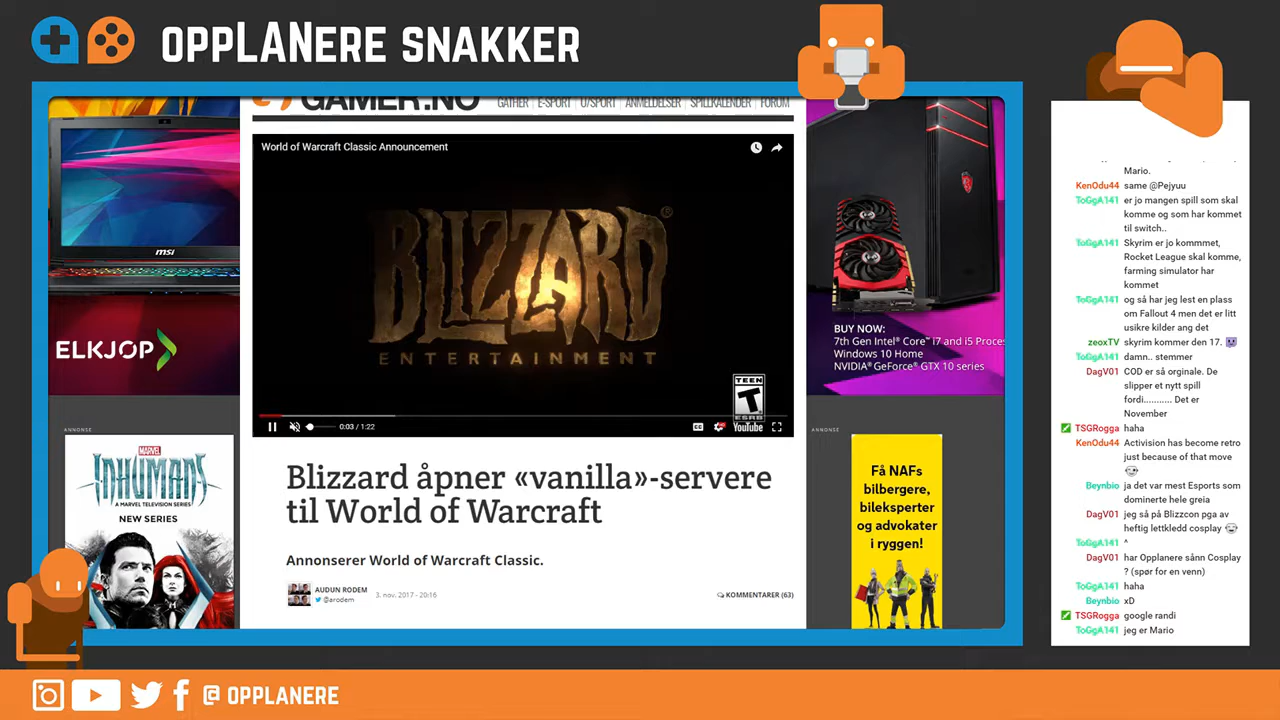 oppLANere SNAKKER
GAMER.NO
GATHER | E-SPORT | U/SPORT | ANMELDELSER | SPILLKALENDER | FORUM
World of Warcraft Classic Announcement
BLIZZARD®
ENTERTAINMENT
TEEN
T
ESRB
0:03 / 1:22
CC
YouTube
Blizzard åpner «vanilla»-servere
til World of Warcraft
Annonserer World of Warcraft Classic.
AUDUN RODEM
@arodem
3. nov. 2017 - 20:16
KOMMENTARER (63)
msi
ELKJOP
ANNONSE
MARVEL
INHUMANS
A MARVEL TELEVISION SERIES
NEW SERIES
BUY NOW:
7th Gen Intel® Core™ i7 and i5 Proces
Windows 10 Home
NVIDIA® GeForce® GTX 10 series
ANNONSE
Få NAFs
bilbergere,
bileksperter
og advokater
i ryggen!
Mario.
KenOdu44 same @Pejyuu
ToGgA141 er jo mangen spill som skal
komme og som har kommet
til switch..
ToGgA141 Skyrim er jo kommmet,
Rocket League skal komme,
farming simulator har
kommet
ToGgA141 og så har jeg lest en plass
om Fallout 4 men det er litt
usikre kilder ang det
zeoxTV skyrim kommer den 17.
ToGgA141 damn.. stemmer
DagV01 COD er så orginale. De
slipper et nytt spill
fordi........... Det er
November
TSGRogga haha
KenOdu44 Activision has become retro
just because of that move
Beynbio ja det var mest Esports som
dominerte hele greia
DagV01 jeg så på Blizzcon pga av
heftig lettkledd cosplay
ToGgA141 ^
DagV01 har Opplanere sånn Cosplay
? (spør for en venn)
ToGgA141 haha
Beynbio xD
TSGRogga google randi
ToGgA141 jeg er Mario
@ OPPLANERE